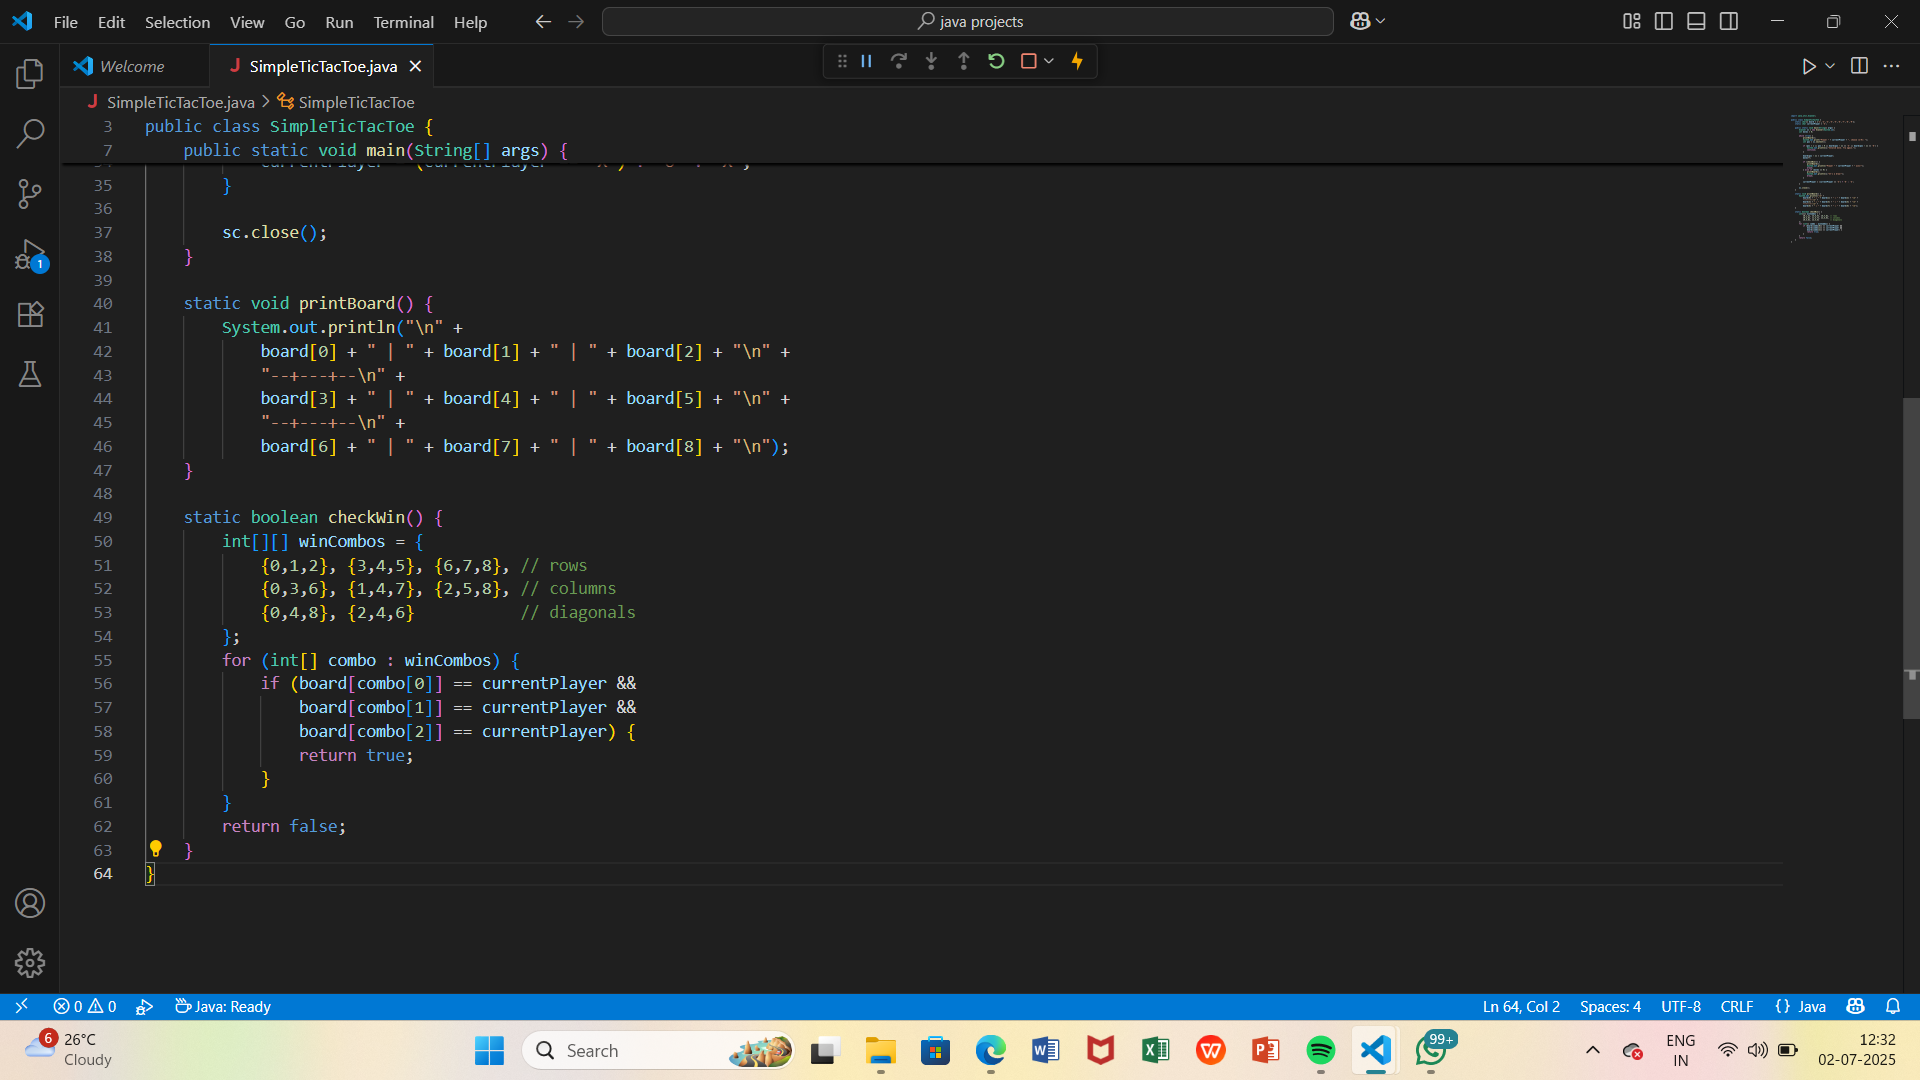 File Edit Selection View Go Run Terminal Help
java projects
Welcome
J SimpleTicTacToe.java
J SimpleTicTacToe.java > SimpleTicTacToe
3 public class SimpleTicTacToe {
7 public static void main(String[] args) {
35 }
36
37 sc.close();
38 }
39
40 static void printBoard() {
41 System.out.println("\n" +
42 board[0] + " | " + board[1] + " | " + board[2] + "\n" +
43 "--+---+--\n" +
44 board[3] + " | " + board[4] + " | " + board[5] + "\n" +
45 "--+---+--\n" +
46 board[6] + " | " + board[7] + " | " + board[8] + "\n");
47 }
48
49 static boolean checkWin() {
50 int[][] winCombos = {
51 {0,1,2}, {3,4,5}, {6,7,8}, // rows
52 {0,3,6}, {1,4,7}, {2,5,8}, // columns
53 {0,4,8}, {2,4,6} // diagonals
54 };
55 for (int[] combo : winCombos) {
56 if (board[combo[0]] == currentPlayer &&
57 board[combo[1]] == currentPlayer &&
58 board[combo[2]] == currentPlayer) {
59 return true;
60 }
61 }
62 return false;
63 }
64 }
1
0 0 Java: Ready
Ln 64, Col 2 Spaces: 4 UTF-8 CRLF {} Java
6
26°C
Cloudy
Search
99+
ENG
IN
12:32
02-07-2025